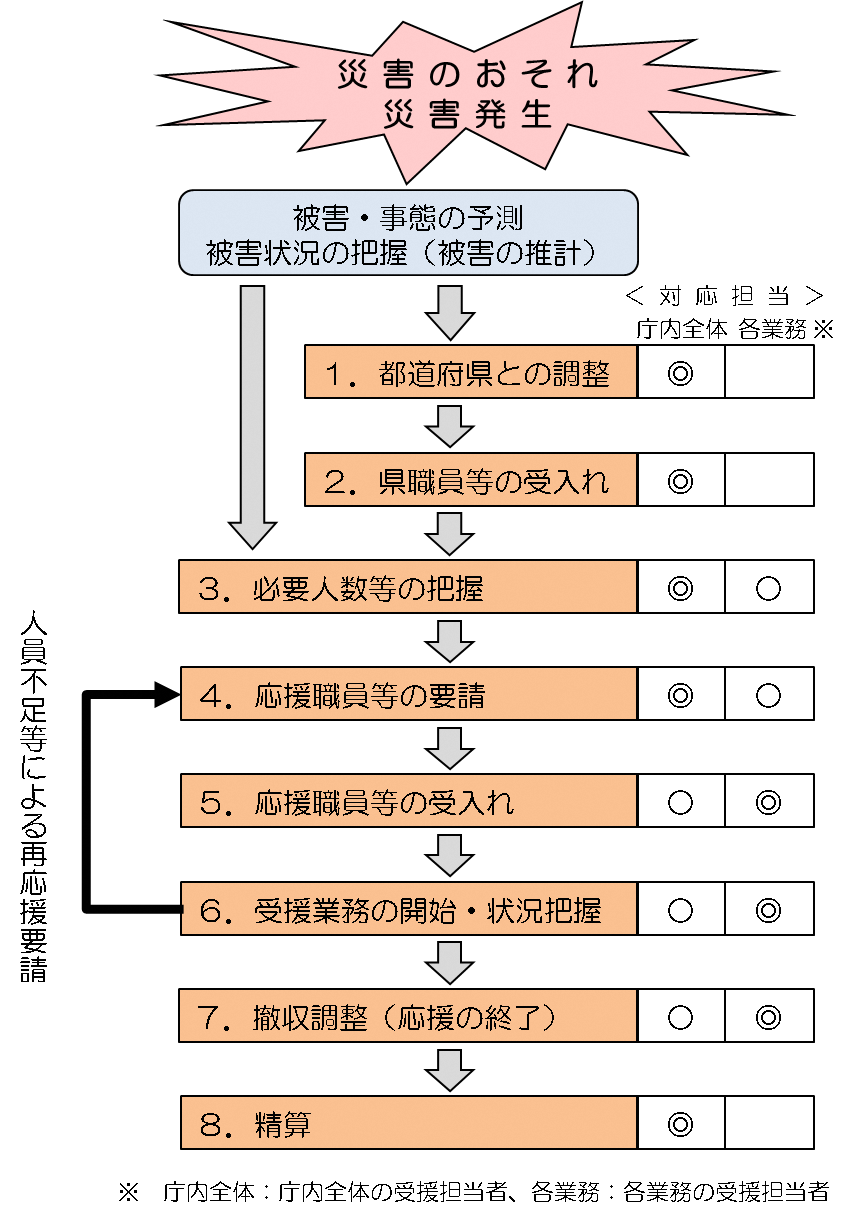 災害のおそれ
災害発生
被害・事態の予測
被害状況の把握（被害の推計）
＜対応担当＞
庁内全体 各業務※
１．都道府県との調整 ◎
２．県職員等の受入れ ◎
３．必要人数等の把握 ◎ ○
４．応援職員等の要請 ◎ ○
５．応援職員等の受入れ ○ ◎
６．受援業務の開始・状況把握 ○ ◎
７．撤収調整（応援の終了） ○ ◎
８．精算 ◎
人員不足等による再応援要請
※　庁内全体：庁内全体の受援担当者、各業務：各業務の受援担当者